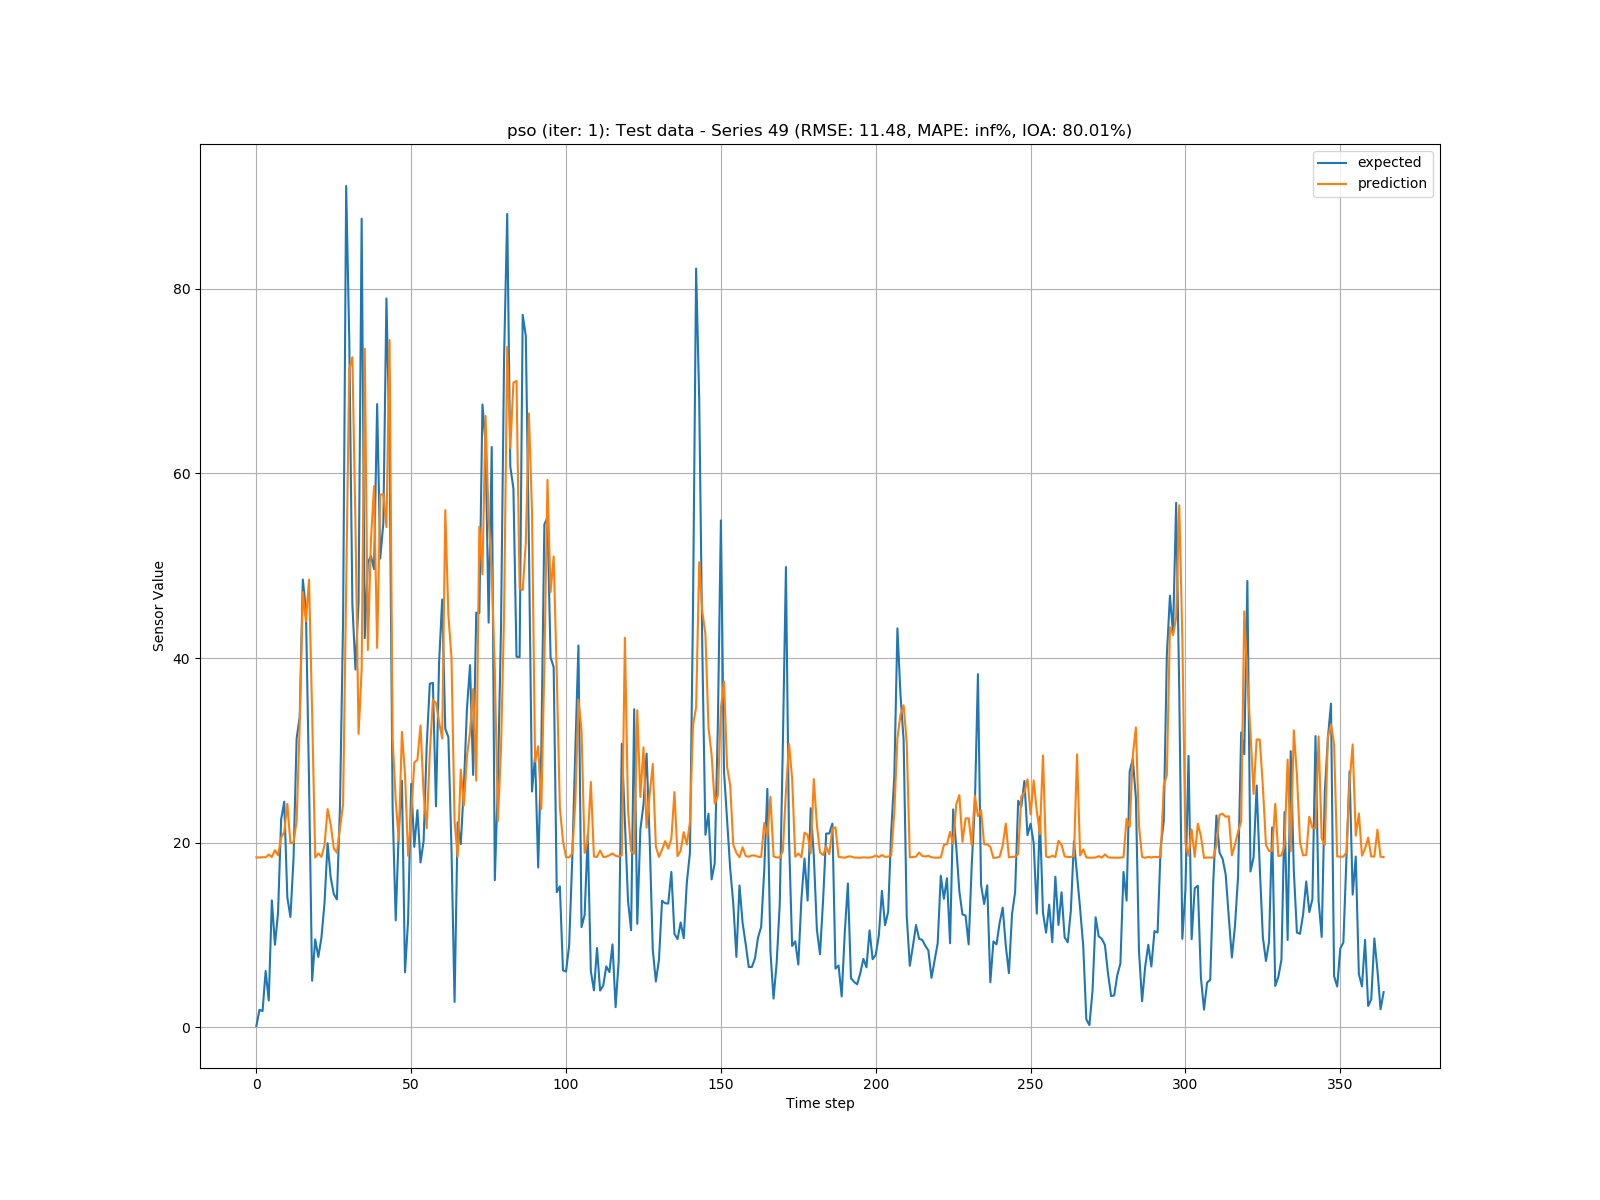 pso (iter: 1): Test data - Series 49 (RMSE: 11.48, MAPE: inf%, IOA: 80.01%)
expected
prediction
80
60
40
20
0
Sensor Value
0 50 100 150 200 250 300 350
Time step